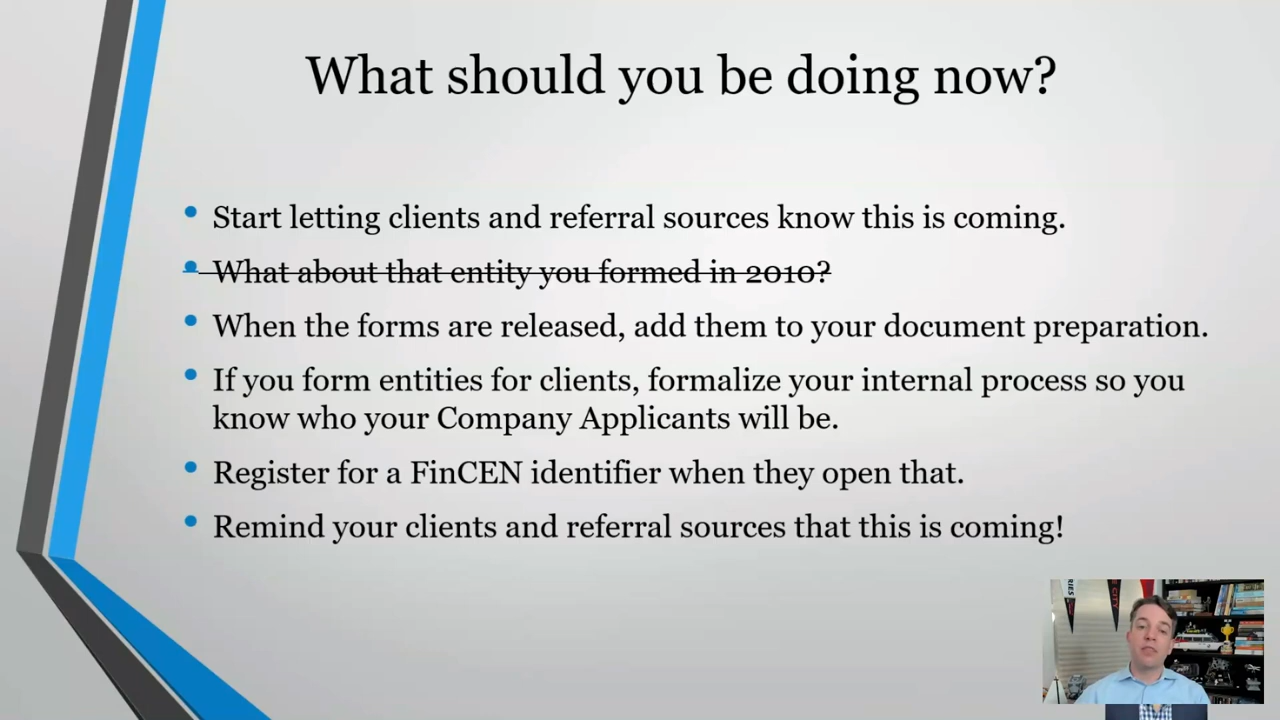 What should you be doing now?
Start letting clients and referral sources know this is coming.
What about that entity you formed in 2010?
When the forms are released, add them to your document preparation.
If you form entities for clients, formalize your internal process so you
know who your Company Applicants will be.
Register for a FinCEN identifier when they open that.
Remind your clients and referral sources that this is coming!